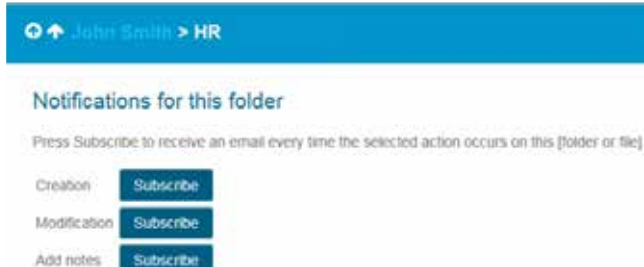 John Smith > HR
Notifications for this folder
Press Subscribe to receive an email every time the selected action occurs on this [folder or file]
Creation Subscribe
Modification Subscribe
Add notes Subscribe